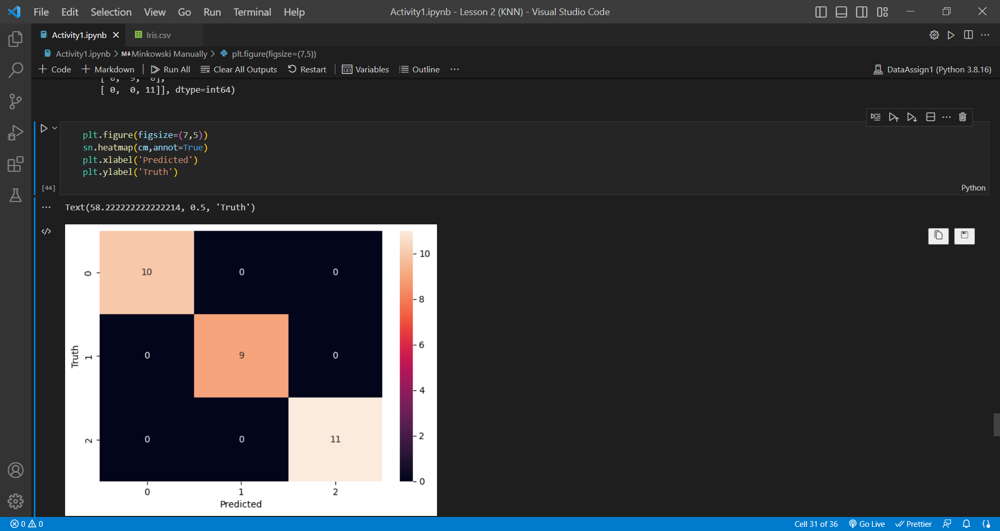 File Edit Selection View Go Run Terminal Help
Activity1.ipynb - Lesson 2 (KNN) - Visual Studio Code
Activity1.ipynb
Iris.csv
Activity1.ipynb > M↓Minkowski Manually > plt.figure(figsize=(7,5))
+ Code + Markdown | Run All Clear All Outputs Restart | Variables Outline ...
DataAssign1 (Python 3.8.16)
[ 0, 9, 0],
[ 0, 0, 11]], dtype=int64)
plt.figure(figsize=(7,5))
sn.heatmap(cm,annot=True)
plt.xlabel('Predicted')
plt.ylabel('Truth')
[44]
Python
Text(58.222222222222214, 0.5, 'Truth')
0 10 0 0
1 0 9 0
2 0 0 11
Truth
0 1 2
Predicted
10
8
6
4
2
0
0 0
Cell 31 of 36 Go Live Prettier